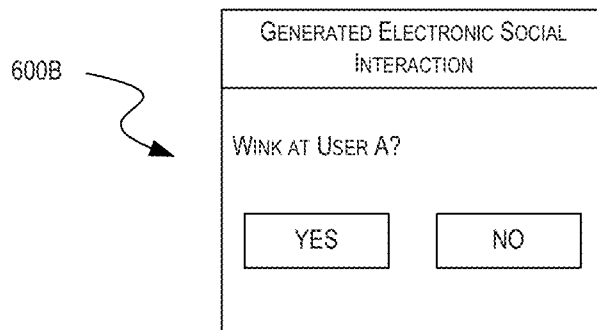 GENERATED ELECTRONIC SOCIAL
INTERACTION
600B
WINK AT USER A?
YES NO